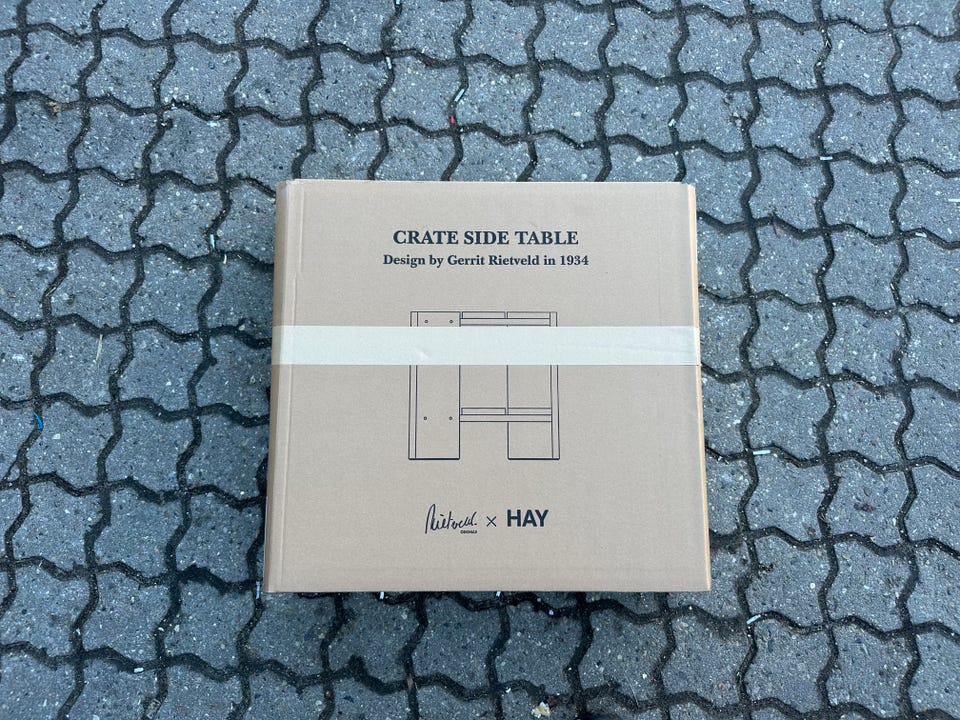 CRATE SIDE TABLE
Design by Gerrit Rietveld in 1934
Rietveld. × HAY